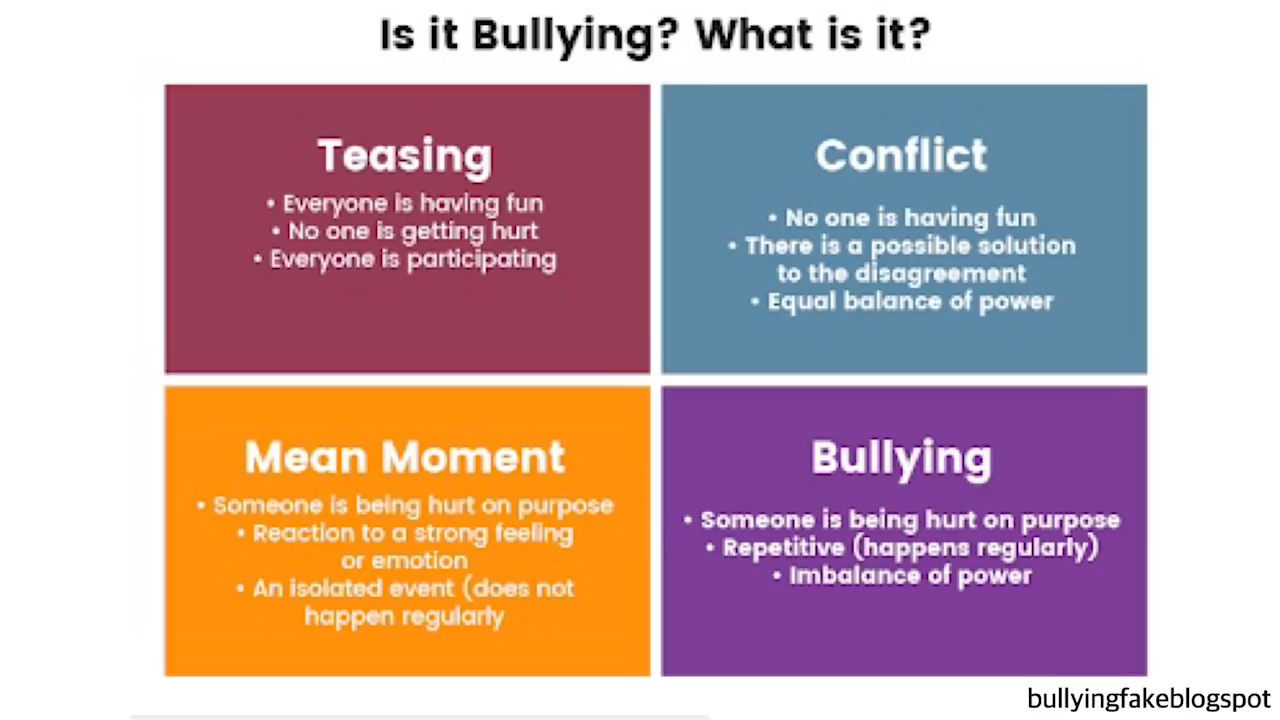 Is it Bullying? What is it?
Teasing
• Everyone is having fun
• No one is getting hurt
• Everyone is participating
Conflict
• No one is having fun
• There is a possible solution
to the disagreement
• Equal balance of power
Mean Moment
• Someone is being hurt on purpose
• Reaction to a strong feeling
or emotion
• An isolated event (does not
happen regularly
Bullying
• Someone is being hurt on purpose
• Repetitive (happens regularly)
• Imbalance of power
bullyingfakeblogspot